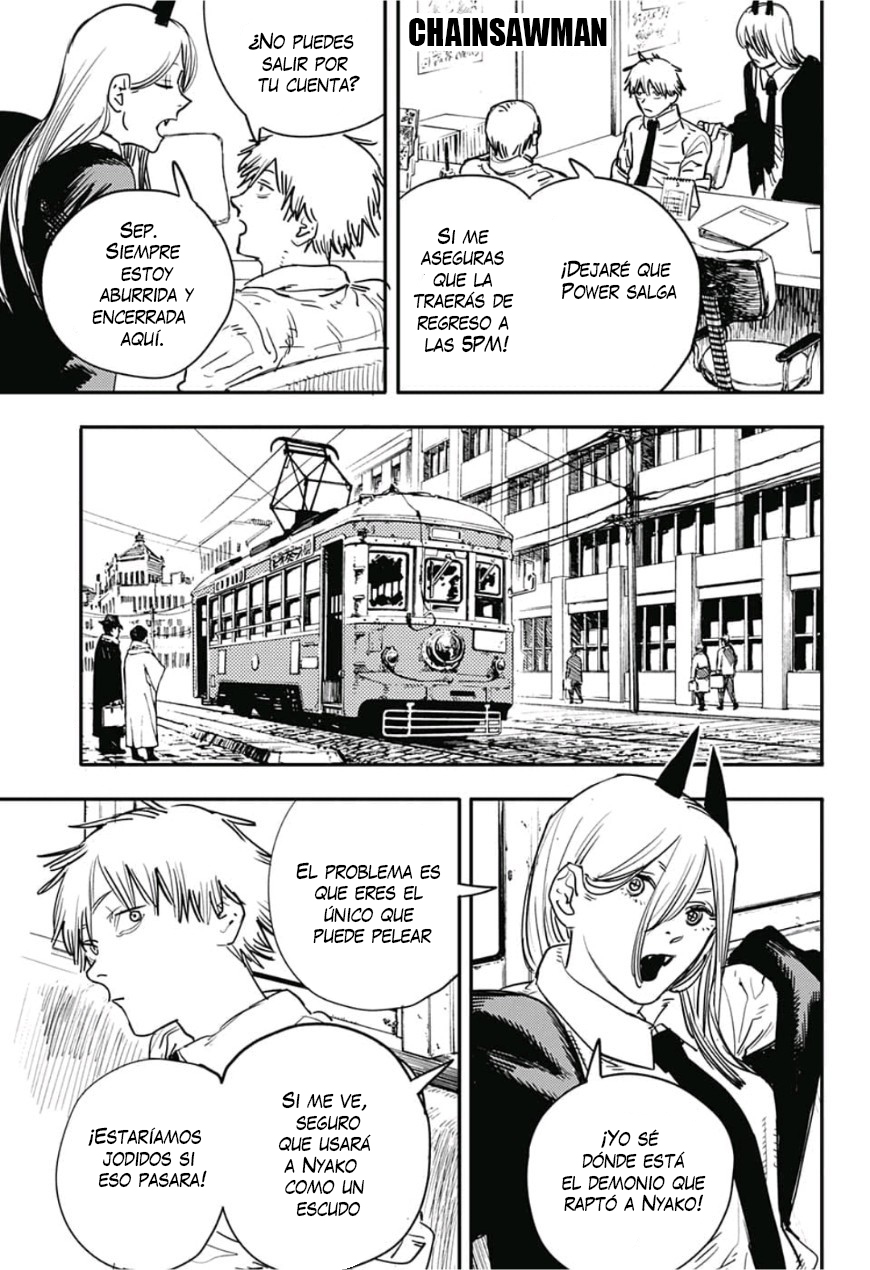 CHAINSAWMAN
¡Dejaré que
Power salga
Si me
aseguras
que la
traerás de
regreso a
las 5PM!
¿No puedes
salir por
tu cuenta?
Sep.
Siempre
estoy
aburrida y
encerrada
aquí.
¡Yo sé
dónde está
el demonio que
raptó a Nyako!
El problema es
que eres el
único que
puede pelear
Si me ve,
seguro
que usará
a Nyako
como un
escudo
¡Estaríamos
jodidos si
eso pasara!